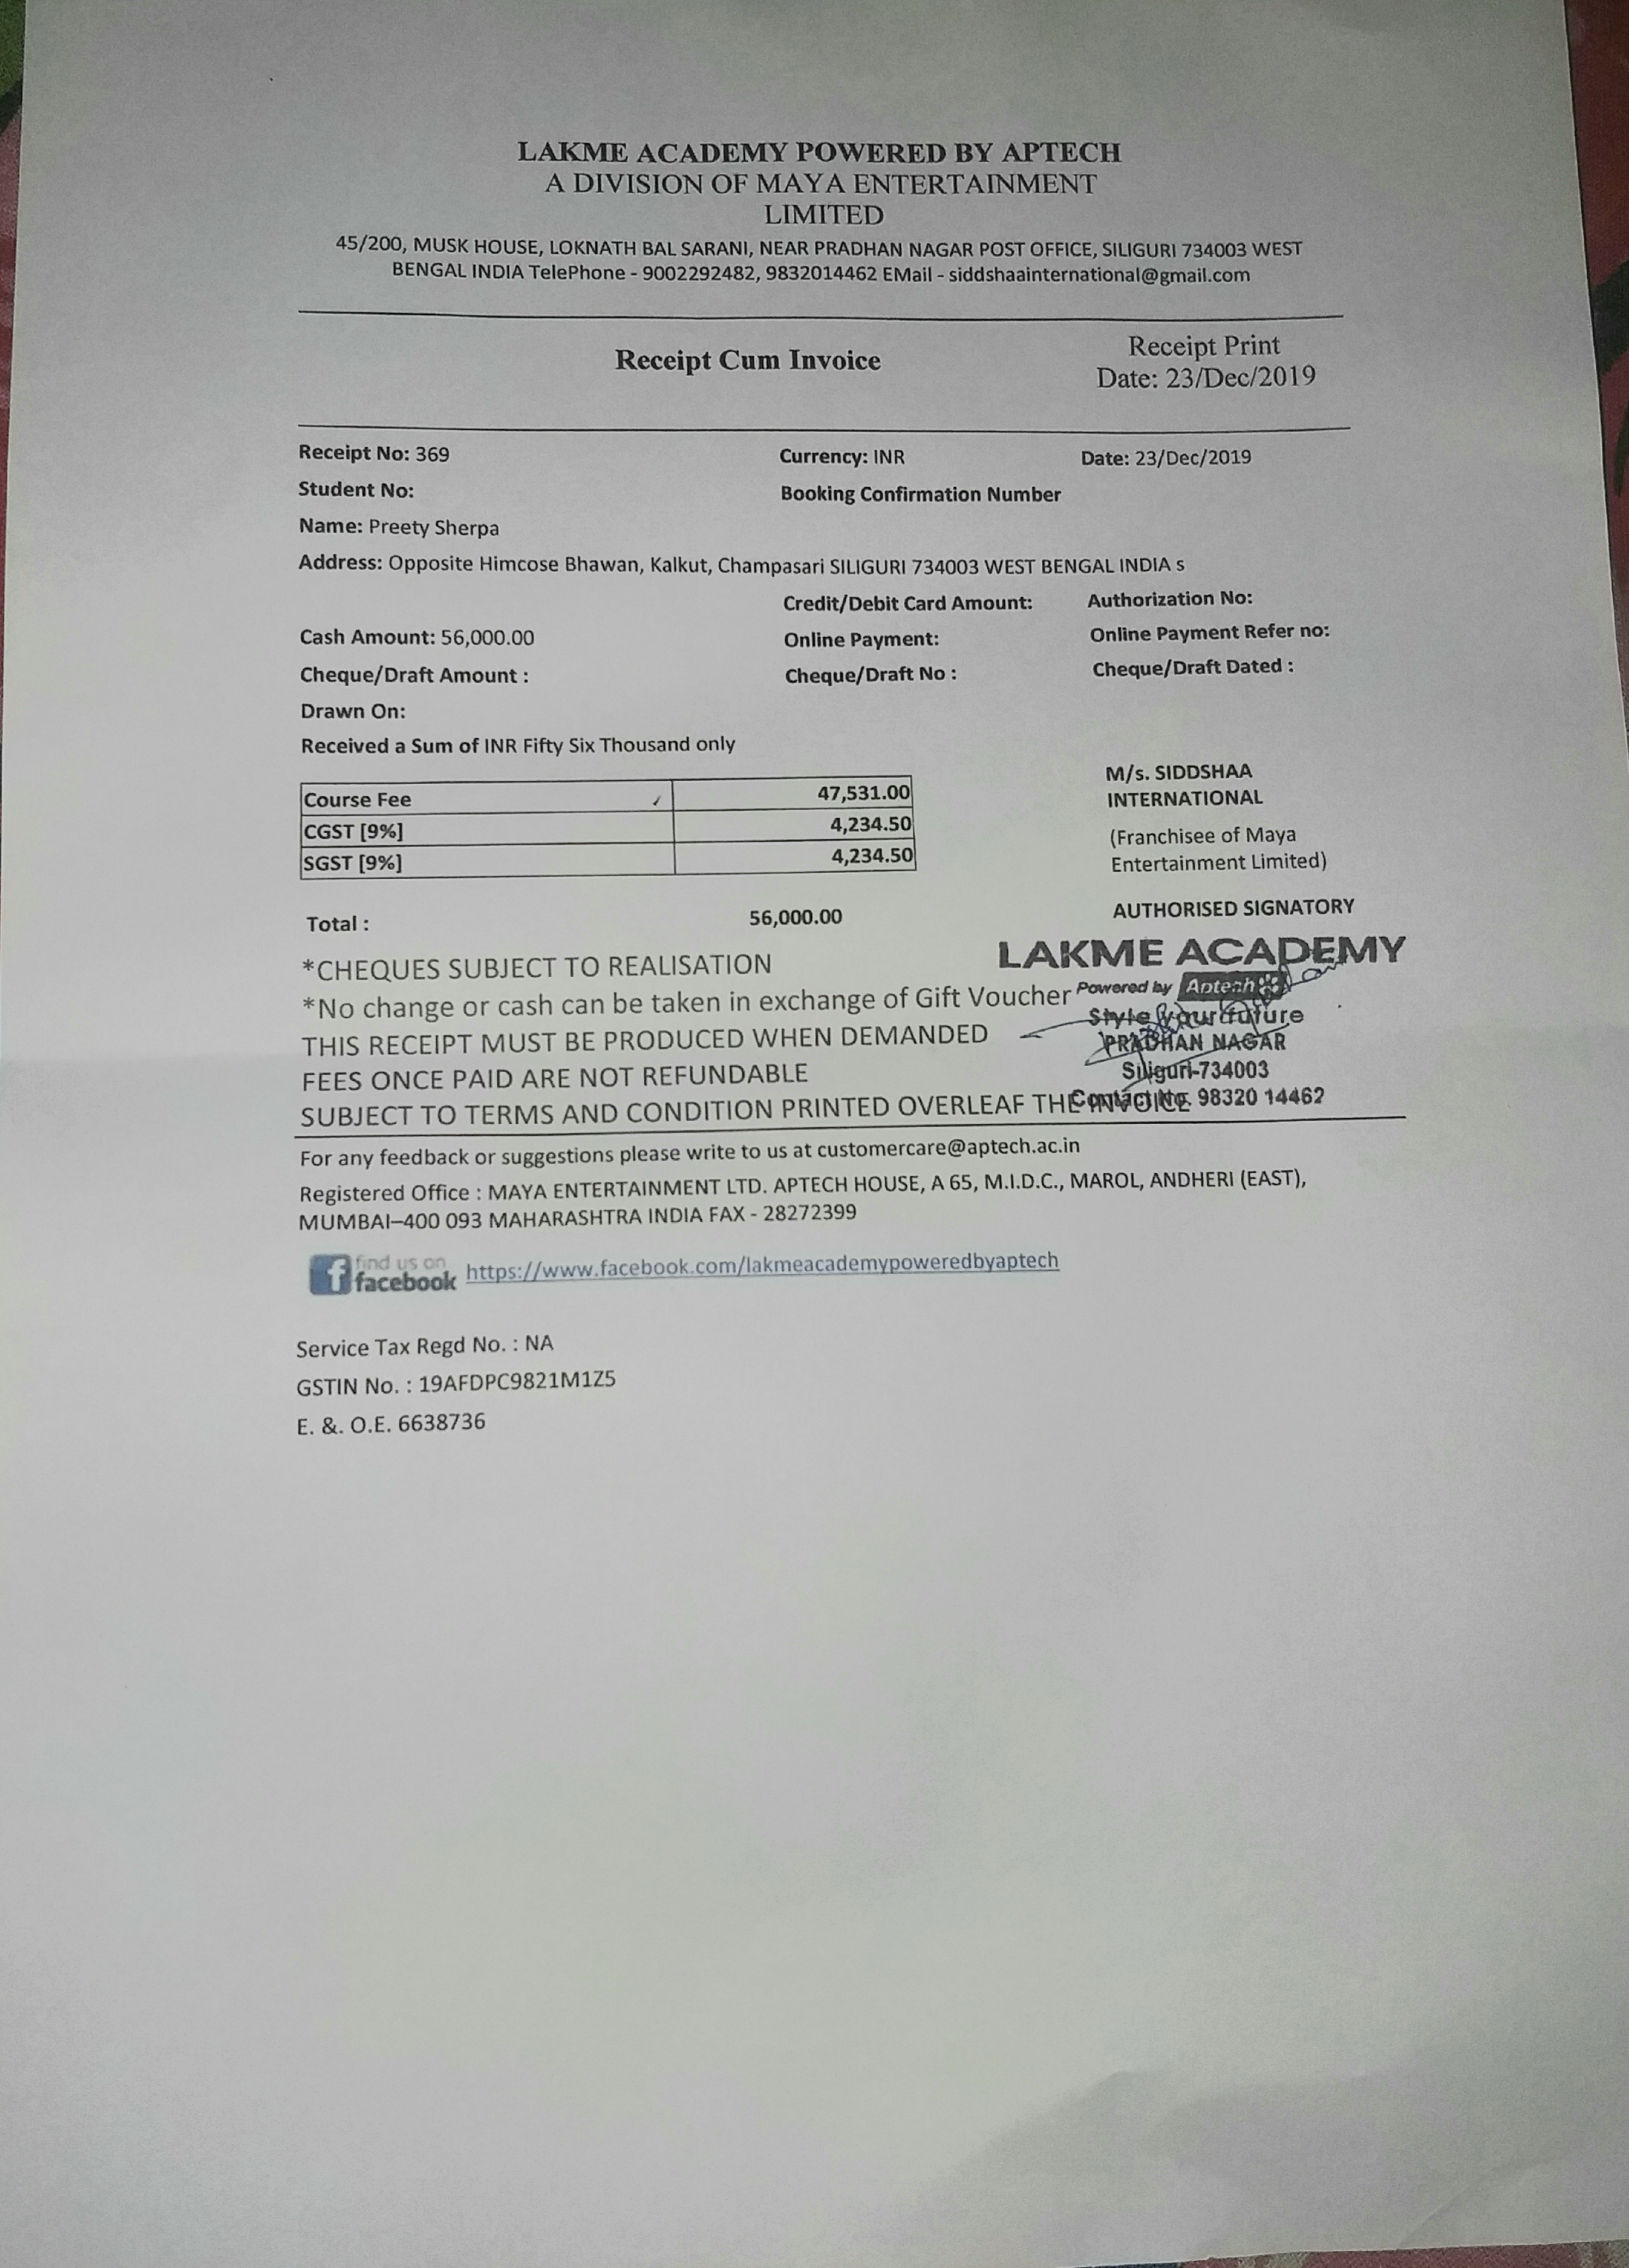 LAKME ACADEMY POWERED BY APTECH
A DIVISION OF MAYA ENTERTAINMENT
LIMITED
45/200, MUSK HOUSE, LOKNATH BAL SARANI, NEAR PRADHAN NAGAR POST OFFICE, SILIGURI 734003 WEST
BENGAL INDIA TelePhone - 9002292482, 9832014462 EMail - siddshaainternational@gmail.com
Receipt Cum Invoice
Receipt Print
Date: 23/Dec/2019
Receipt No: 369 Currency: INR Date: 23/Dec/2019
Student No: Booking Confirmation Number
Name: Preety Sherpa
Address: Opposite Himcose Bhawan, Kalkut, Champasari SILIGURI 734003 WEST BENGAL INDIA s
Credit/Debit Card Amount: Authorization No:
Cash Amount: 56,000.00 Online Payment: Online Payment Refer no:
Cheque/Draft Amount : Cheque/Draft No : Cheque/Draft Dated :
Drawn On:
Received a Sum of INR Fifty Six Thousand only
Course Fee 47,531.00
CGST [9%] 4,234.50
SGST [9%] 4,234.50
Total : 56,000.00
M/s. SIDDSHAA
INTERNATIONAL
(Franchisee of Maya
Entertainment Limited)
AUTHORISED SIGNATORY
LAKME ACADEMY
Powered by Aptech
Style your future
PRADHAN NAGAR
Siliguri-734003
Contact No. 98320 14462
*CHEQUES SUBJECT TO REALISATION
*No change or cash can be taken in exchange of Gift Voucher
THIS RECEIPT MUST BE PRODUCED WHEN DEMANDED
FEES ONCE PAID ARE NOT REFUNDABLE
SUBJECT TO TERMS AND CONDITION PRINTED OVERLEAF THE INVOICE
For any feedback or suggestions please write to us at customercare@aptech.ac.in
Registered Office : MAYA ENTERTAINMENT LTD. APTECH HOUSE, A 65, M.I.D.C., MAROL, ANDHERI (EAST),
MUMBAI–400 093 MAHARASHTRA INDIA FAX - 28272399
find us on
facebook https://www.facebook.com/lakmeacademypoweredbyaptech
Service Tax Regd No. : NA
GSTIN No. : 19AFDPC9821M1Z5
E. &. O.E. 6638736